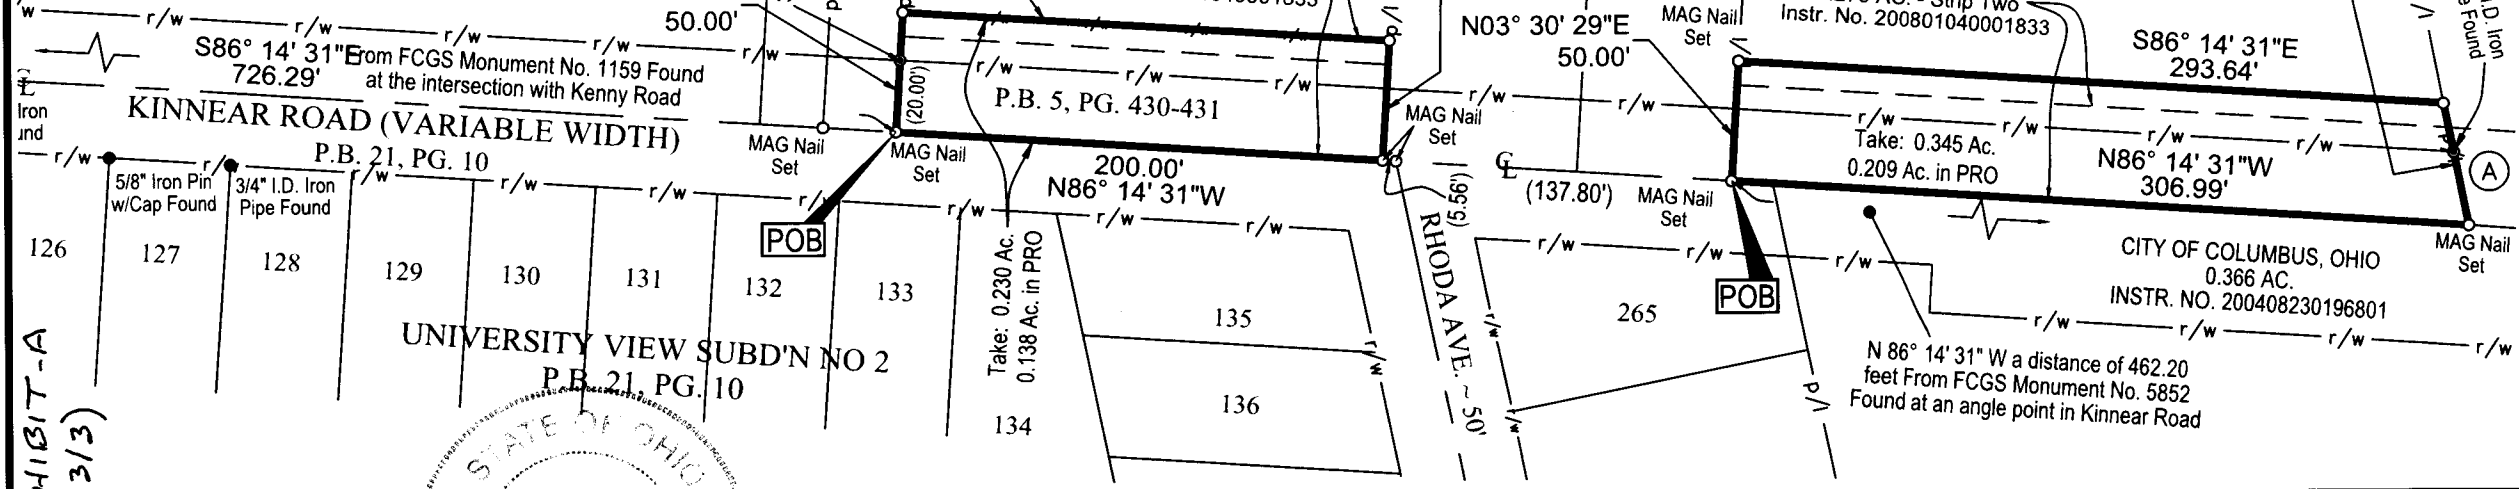 50.00'
S86° 14' 31"E
726.29'
From FCGS Monument No. 1159 Found
at the intersection with Kenny Road
KINNEAR ROAD (VARIABLE WIDTH)
P.B. 21, PG. 10
Iron
r/w r/w r/w r/w r/w r/w
(20.00')
r/w r/w r/w
P.B. 5, PG. 430-431
MAG Nail
Set
MAG Nail
Set
200.00'
N86° 14' 31"W
MAG Nail
Set
N03° 30' 29"E
50.00'
MAG Nail
Set
Strip Two
Instr. No. 200801040001833
S86° 14' 31"E
293.64'
I.D. Iron
Found
p/l
r/w r/w r/w r/w r/w r/w
Take: 0.345 Ac.
0.209 Ac. in PRO
N86° 14' 31"W
306.99'
A
CL
(137.80')
(5.56')
MAG Nail
Set
MAG Nail
Set
r/w r/w r/w r/w r/w r/w r/w r/w r/w
5/8" Iron Pin
w/Cap Found
3/4" I.D. Iron
Pipe Found
POB
POB
126 127 128 129 130 131 132 133
134
135
136
265
Take: 0.230 Ac.
0.138 Ac. in PRO
UNIVERSITY VIEW SUBD'N NO 2
P.B. 21, PG. 10
RHODA AVE. ~ 50'
r/w r/w r/w
p/l
r/w r/w r/w
CITY OF COLUMBUS, OHIO
0.366 AC.
INSTR. NO. 200408230196801
r/w r/w r/w r/w
N 86° 14' 31" W a distance of 462.20
feet From FCGS Monument No. 5852
Found at an angle point in Kinnear Road
HIBIT-A
3/3)
STATE OF OHIO